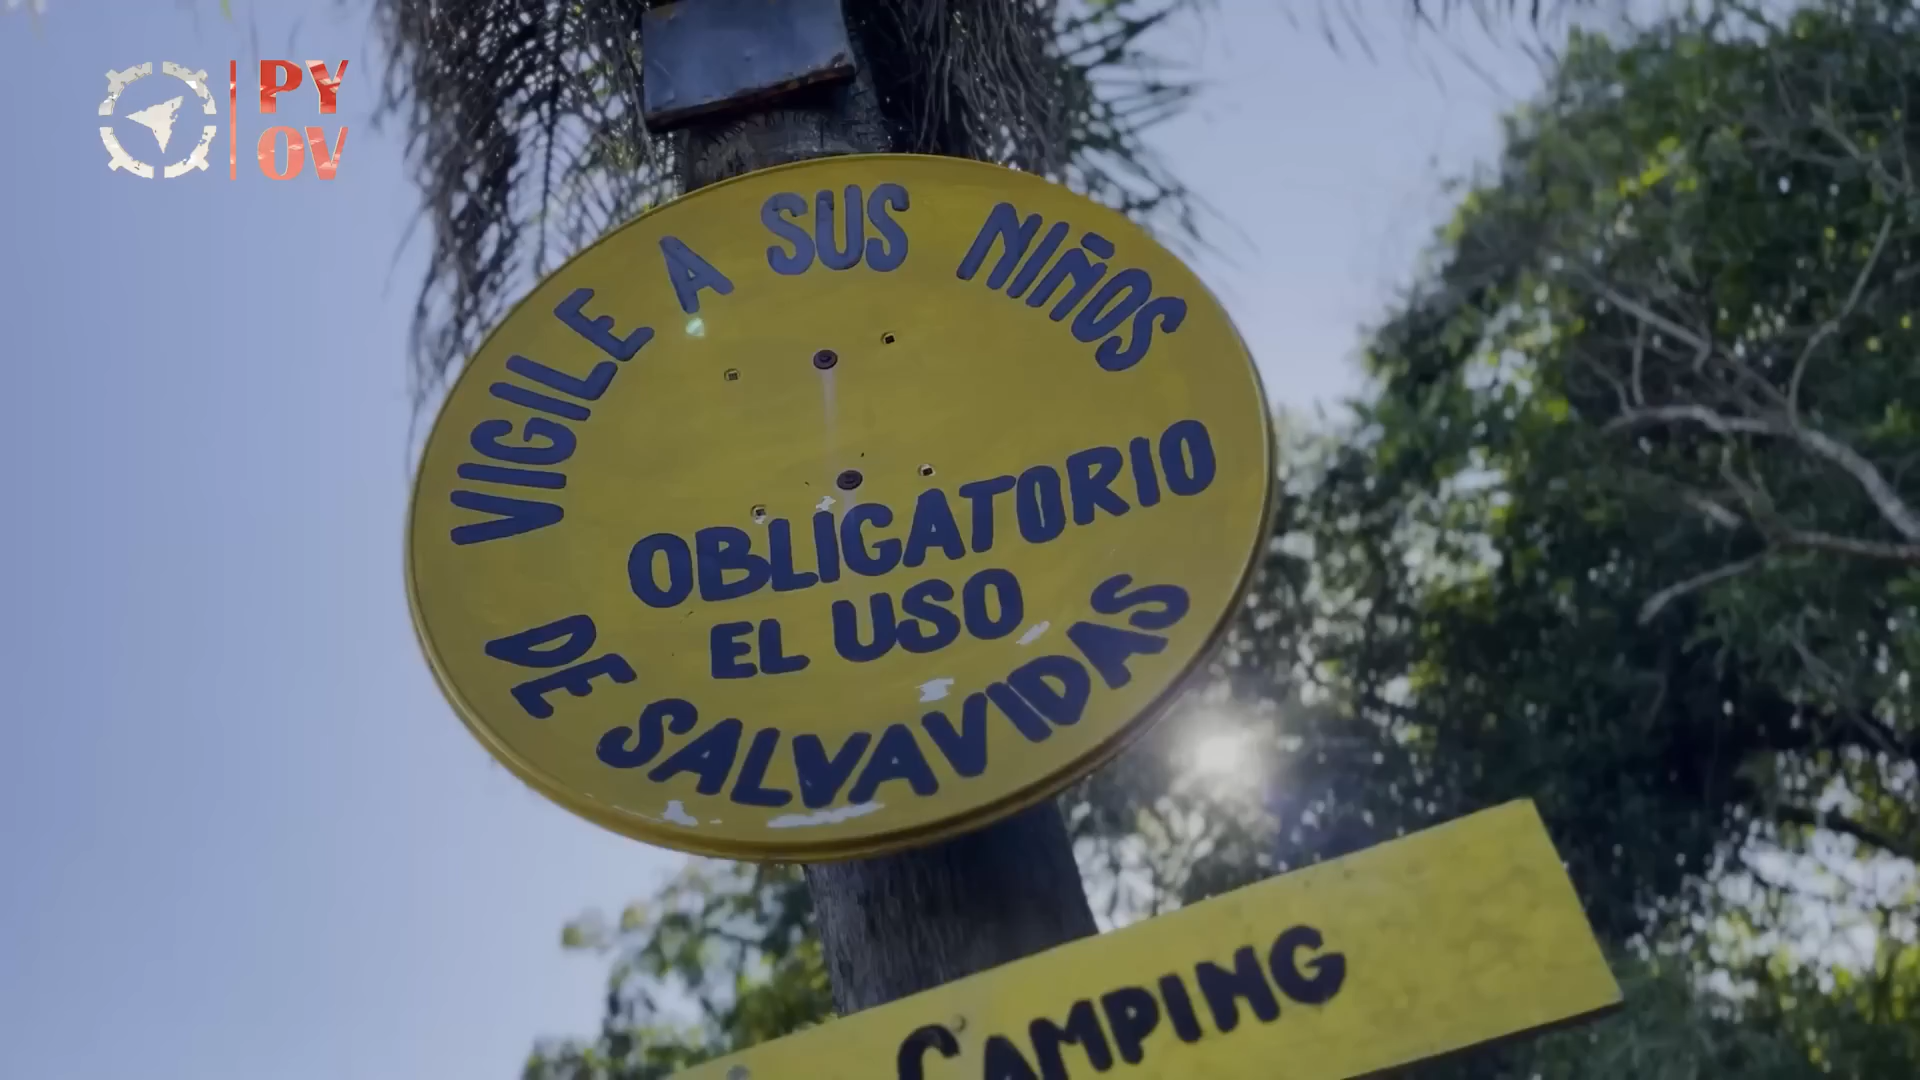 PY
OV
VIGILE A SUS NIÑOS
OBLIGATORIO
EL USO
DE SALVAVIDAS
CAMPING